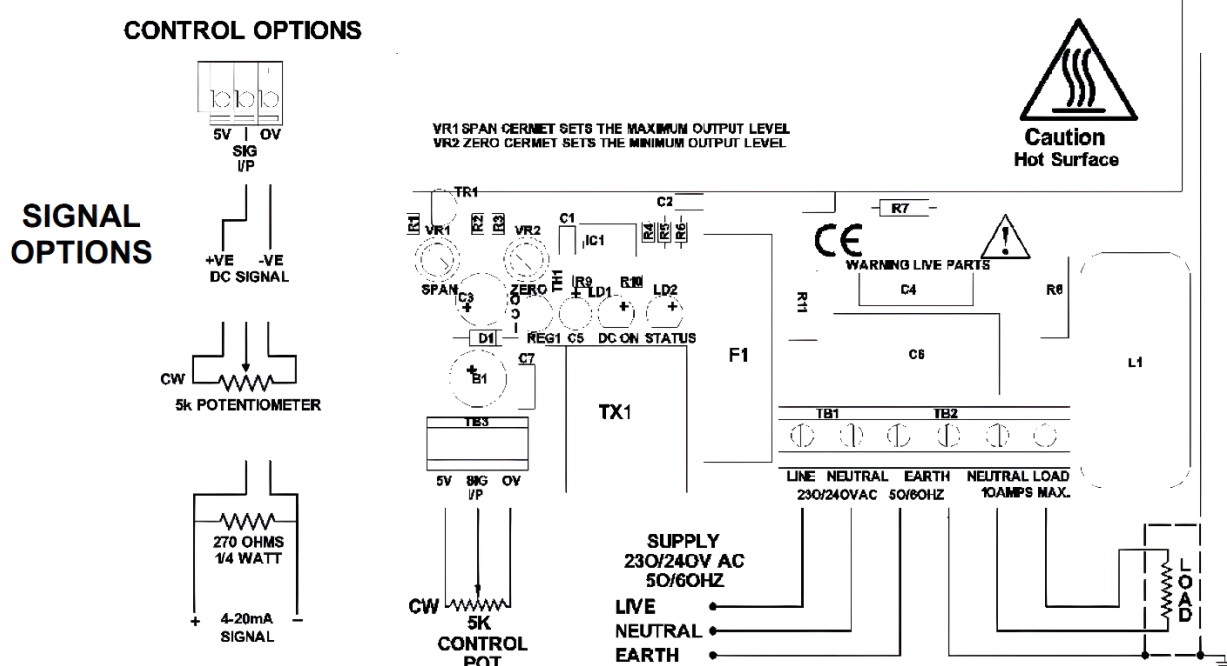 CONTROL OPTIONS
5V | 0V
SIG
I/P
SIGNAL
OPTIONS
+VE -VE
DC SIGNAL
CW
5k POTENTIOMETER
270 OHMS
1/4 WATT
+ 4-20mA −
SIGNAL
VR1 SPAN CERMET SETS THE MAXIMUM OUTPUT LEVEL
VR2 ZERO CERMET SETS THE MINIMUM OUTPUT LEVEL
Caution
Hot Surface
TR1
R1
VR1
R2
R3
VR2
C1
IC1
C2
R4
R5
R6
R7
CE
WARNING LIVE PARTS
SPAN
C3
ZERO
OC1
TH1
R9
LD1
R10
LD2
C4
R11
R8
D1
REG1 C5 DC ON STATUS
F1
C6
L1
B1
C7
TX1
TB3
TB1
TB2
5V SIG 0V
I/P
LINE NEUTRAL EARTH NEUTRAL LOAD
230/240VAC 50/60HZ 10AMPS MAX.
SUPPLY
230/240V AC
50/60HZ
CW
5K
CONTROL
POT
LIVE
NEUTRAL
EARTH
LOAD